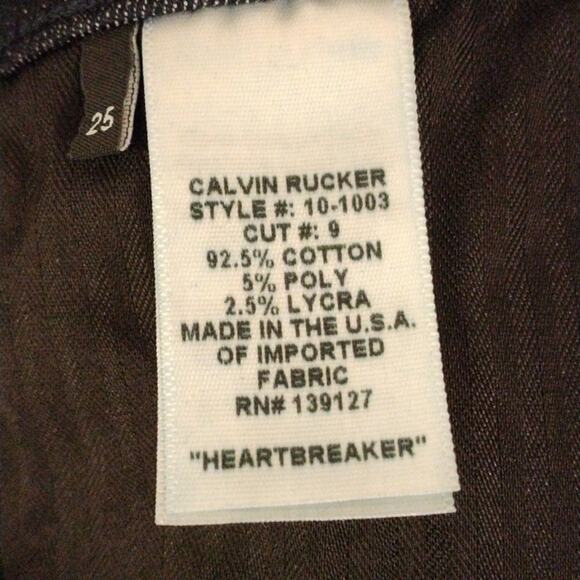 25
CALVIN RUCKER
STYLE #: 10-1003
CUT #: 9
92.5% COTTON
5% POLY
2.5% LYCRA
MADE IN THE U.S.A.
OF IMPORTED
FABRIC
RN# 139127
"HEARTBREAKER"